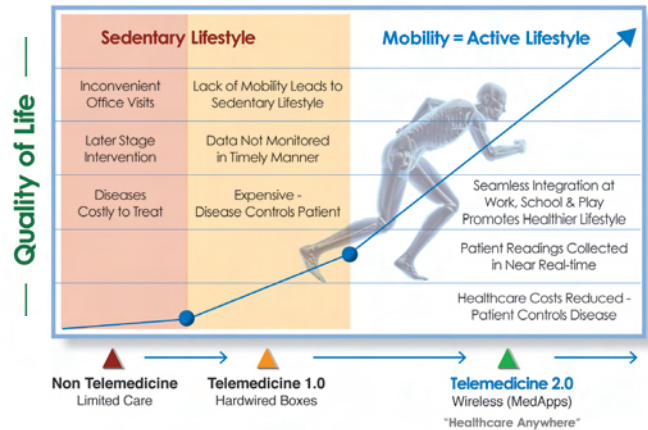 Quality of Life
Sedentary Lifestyle
Mobility = Active Lifestyle
Inconvenient
Office Visits
Lack of Mobility Leads to
Sedentary Lifestyle
Later Stage
Intervention
Data Not Monitored
in Timely Manner
Diseases
Costly to Treat
Expensive -
Disease Controls Patient
Seamless Integration at
Work, School & Play
Promotes Healthier Lifestyle
Patient Readings Collected
in Near Real-time
Healthcare Costs Reduced -
Patient Controls Disease
Non Telemedicine
Limited Care
Telemedicine 1.0
Hardwired Boxes
Telemedicine 2.0
Wireless (MedApps)
"Healthcare Anywhere"